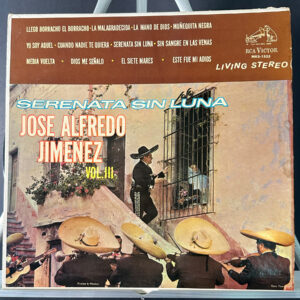 LLEGO BORRACHO EL BORRACHO · LA MALAGRADECIDA · LA MANO DE DIOS · MUÑEQUITA NEGRA
YO SOY AQUEL · CUANDO NADIE TE QUIERA · SERENATA SIN LUNA · SIN SANGRE EN LAS VENAS
MEDIA VUELTA · DIOS ME SEÑALO · EL SIETE MARES · ESTE FUE MI ADIOS
RCA VICTOR
MKS-1523
LIVING STEREO
SERENATA SIN LUNA
JOSE ALFREDO
JIMENEZ
VOL. III